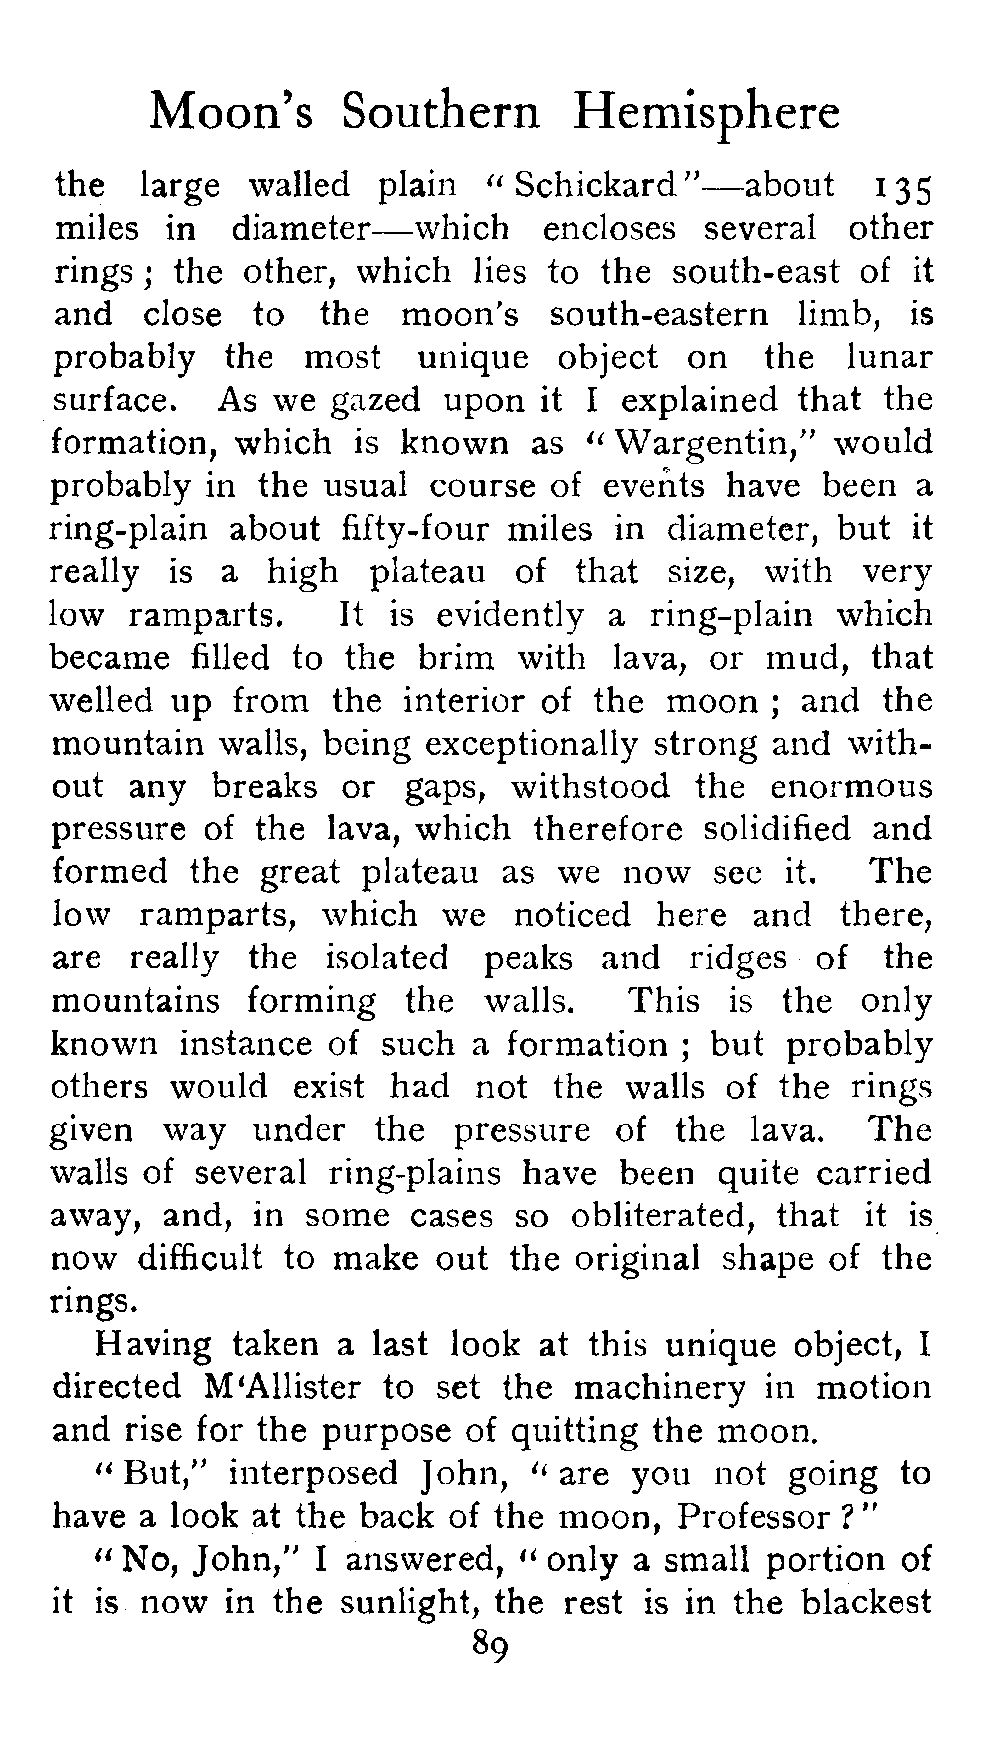 Moon's Southern Hemisphere
the large walled plain "Schickard"—about 135
miles in diameter—which encloses several other
rings; the other, which lies to the south-east of it
and close to the moon's south-eastern limb, is
probably the most unique object on the lunar
surface. As we gazed upon it I explained that the
formation, which is known as "Wargentin," would
probably in the usual course of events have been a
ring-plain about fifty-four miles in diameter, but it
really is a high plateau of that size, with very
low ramparts. It is evidently a ring-plain which
became filled to the brim with lava, or mud, that
welled up from the interior of the moon; and the
mountain walls, being exceptionally strong and with-
out any breaks or gaps, withstood the enormous
pressure of the lava, which therefore solidified and
formed the great plateau as we now see it. The
low ramparts, which we noticed here and there,
are really the isolated peaks and ridges of the
mountains forming the walls. This is the only
known instance of such a formation; but probably
others would exist had not the walls of the rings
given way under the pressure of the lava. The
walls of several ring-plains have been quite carried
away, and, in some cases so obliterated, that it is
now difficult to make out the original shape of the
rings.
Having taken a last look at this unique object, I
directed M'Allister to set the machinery in motion
and rise for the purpose of quitting the moon.
"But," interposed John, "are you not going to
have a look at the back of the moon, Professor?"
"No, John," I answered, "only a small portion of
it is now in the sunlight, the rest is in the blackest
89